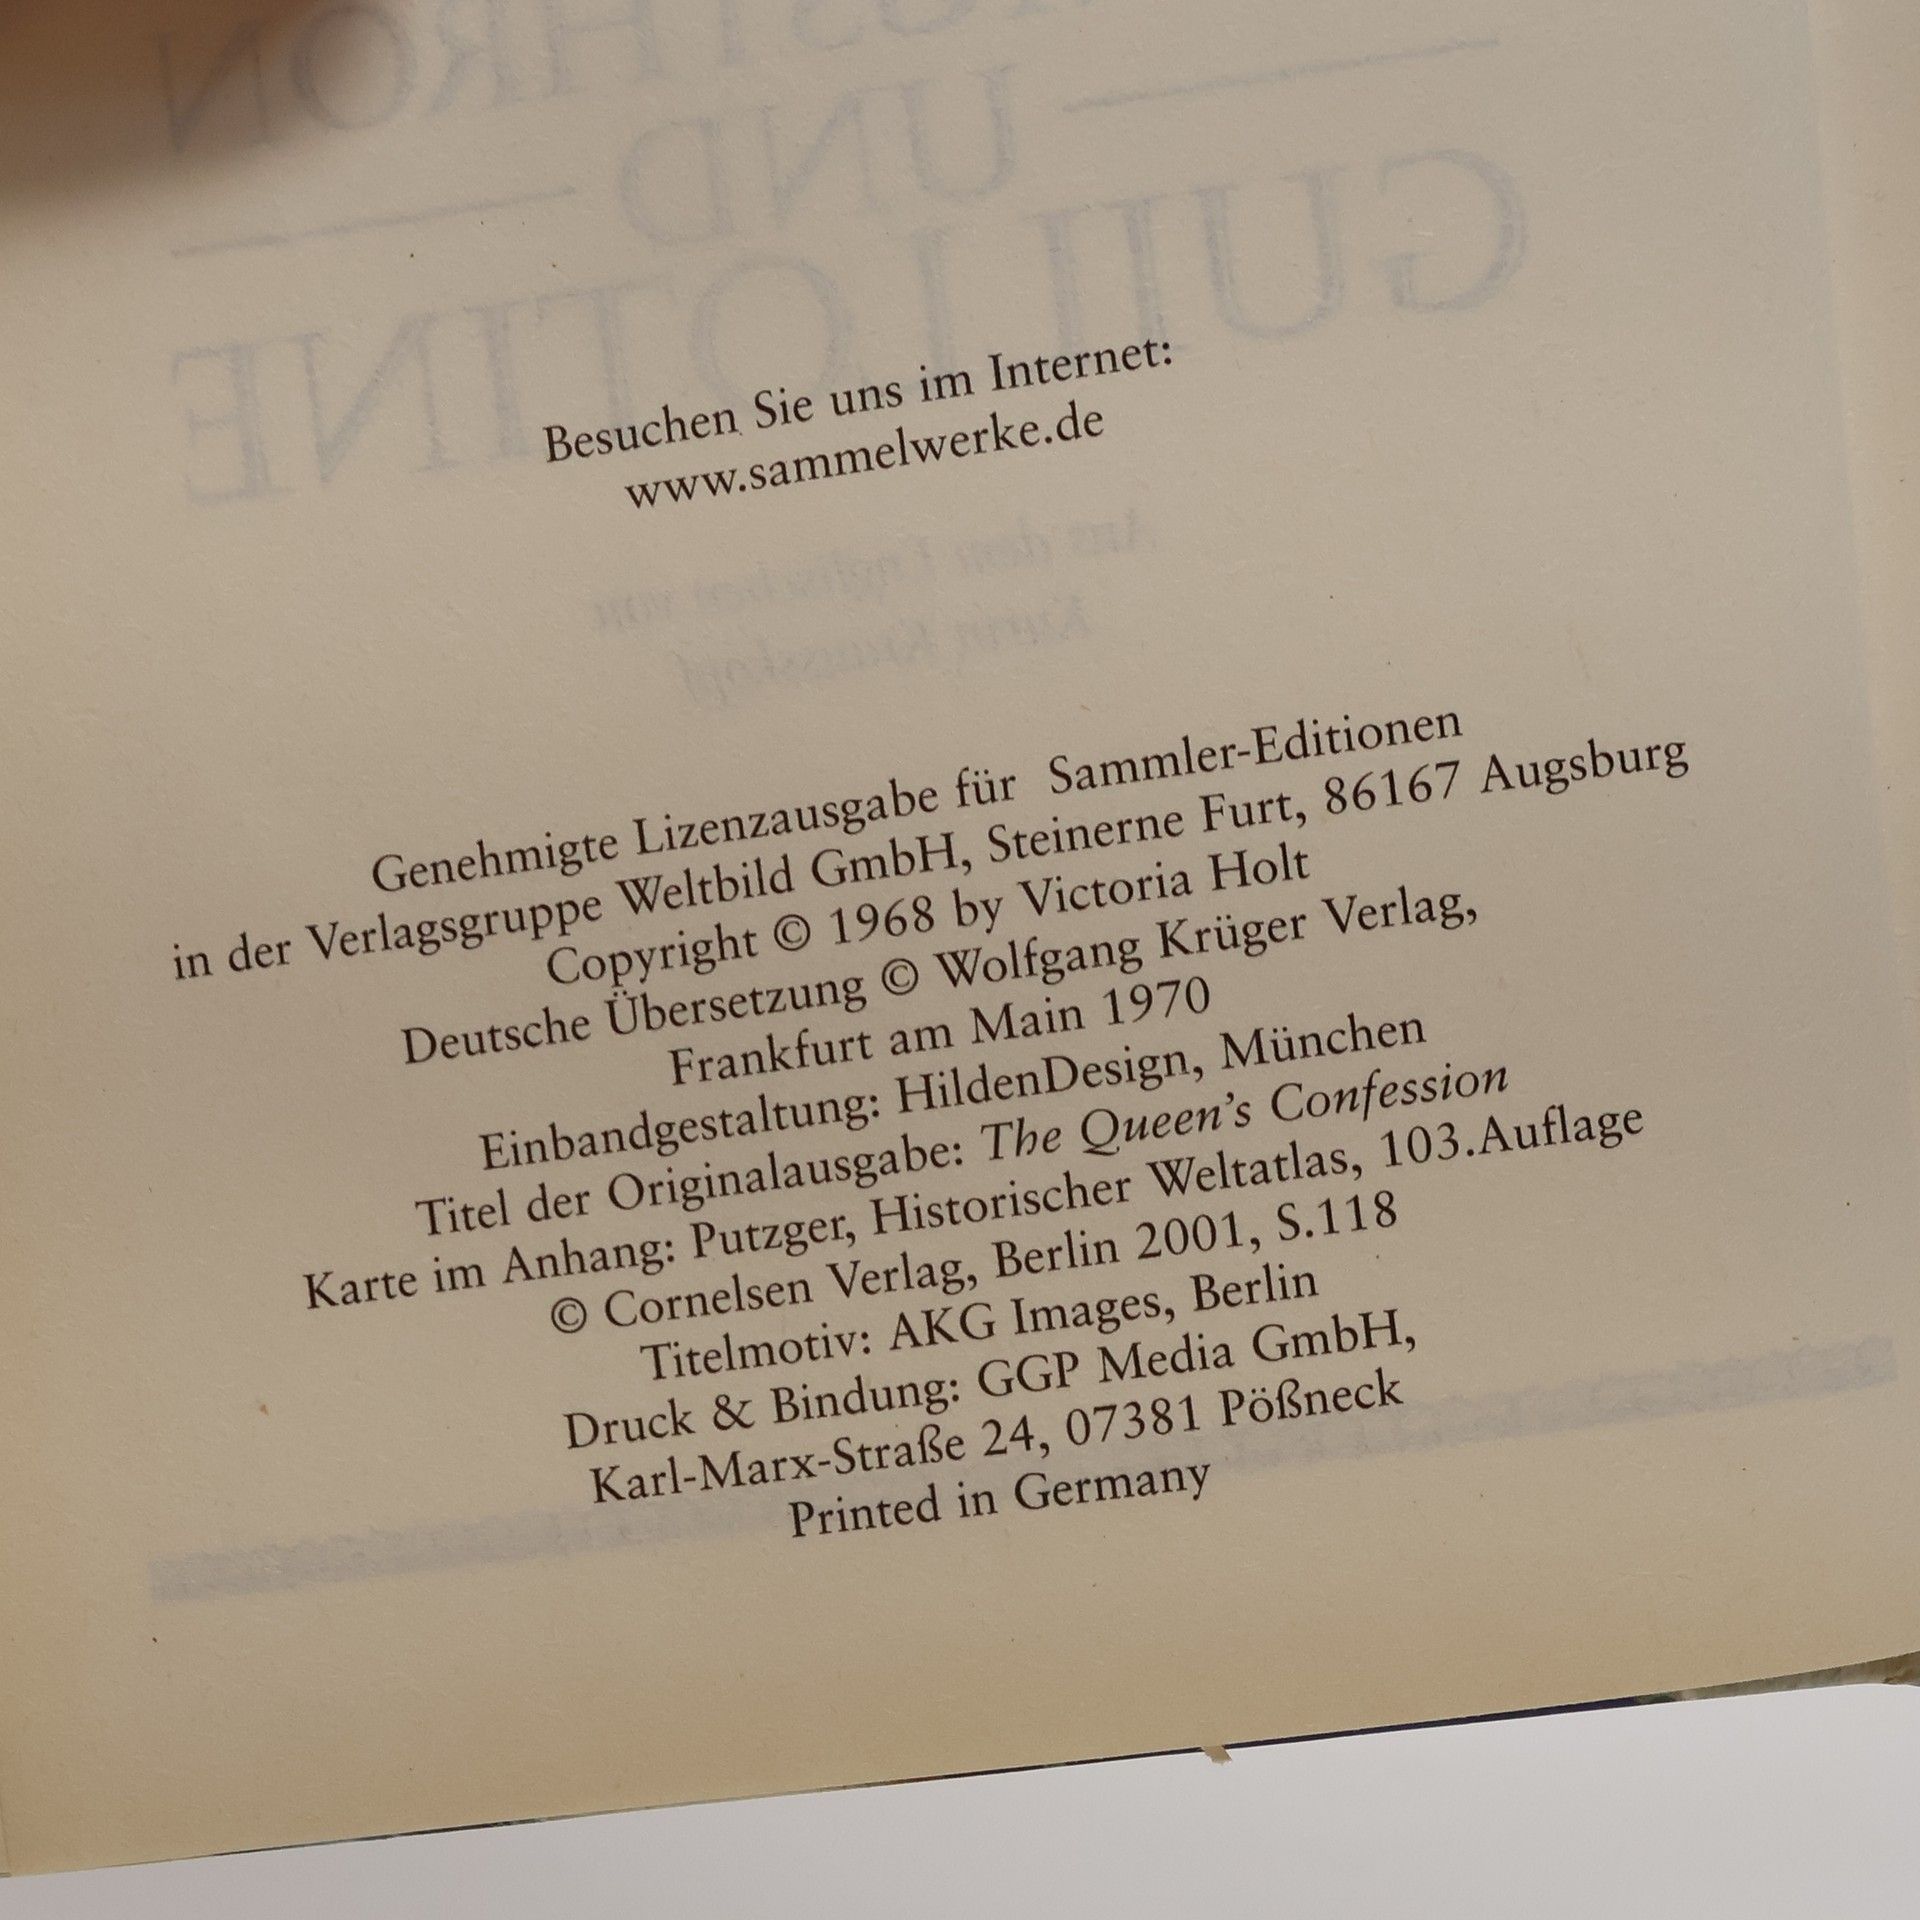 Besuchen Sie uns im Internet:
www.sammelwerke.de
Genehmigte Lizenzausgabe für Sammler-Editionen
in der Verlagsgruppe Weltbild GmbH, Steinerne Furt, 86167 Augsburg
Copyright © 1968 by Victoria Holt
Deutsche Übersetzung © Wolfgang Krüger Verlag,
Frankfurt am Main 1970
Einbandgestaltung: HildenDesign, München
Titel der Originalausgabe: The Queen's Confession
Karte im Anhang: Putzger, Historischer Weltatlas, 103.Auflage
© Cornelsen Verlag, Berlin 2001, S.118
Titelmotiv: AKG Images, Berlin
Druck & Bindung: GGP Media GmbH,
Karl-Marx-Straße 24, 07381 Pößneck
Printed in Germany